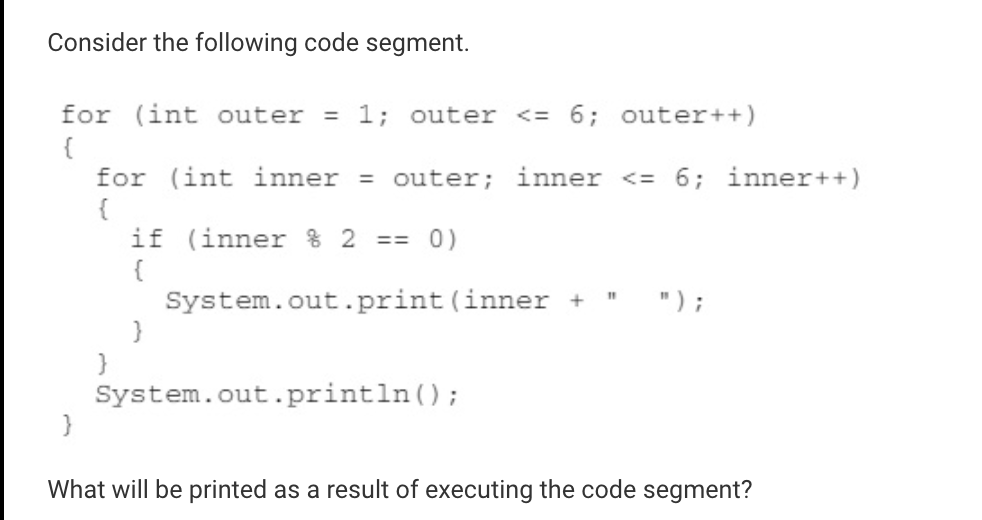 Consider the following code segment.
for (int outer = 1; outer <= 6; outer++)
{
  for (int inner = outer; inner <= 6; inner++)
  {
    if (inner % 2 == 0)
    {
      System.out.print(inner + "  ");
    }
  }
  System.out.println();
}
What will be printed as a result of executing the code segment?